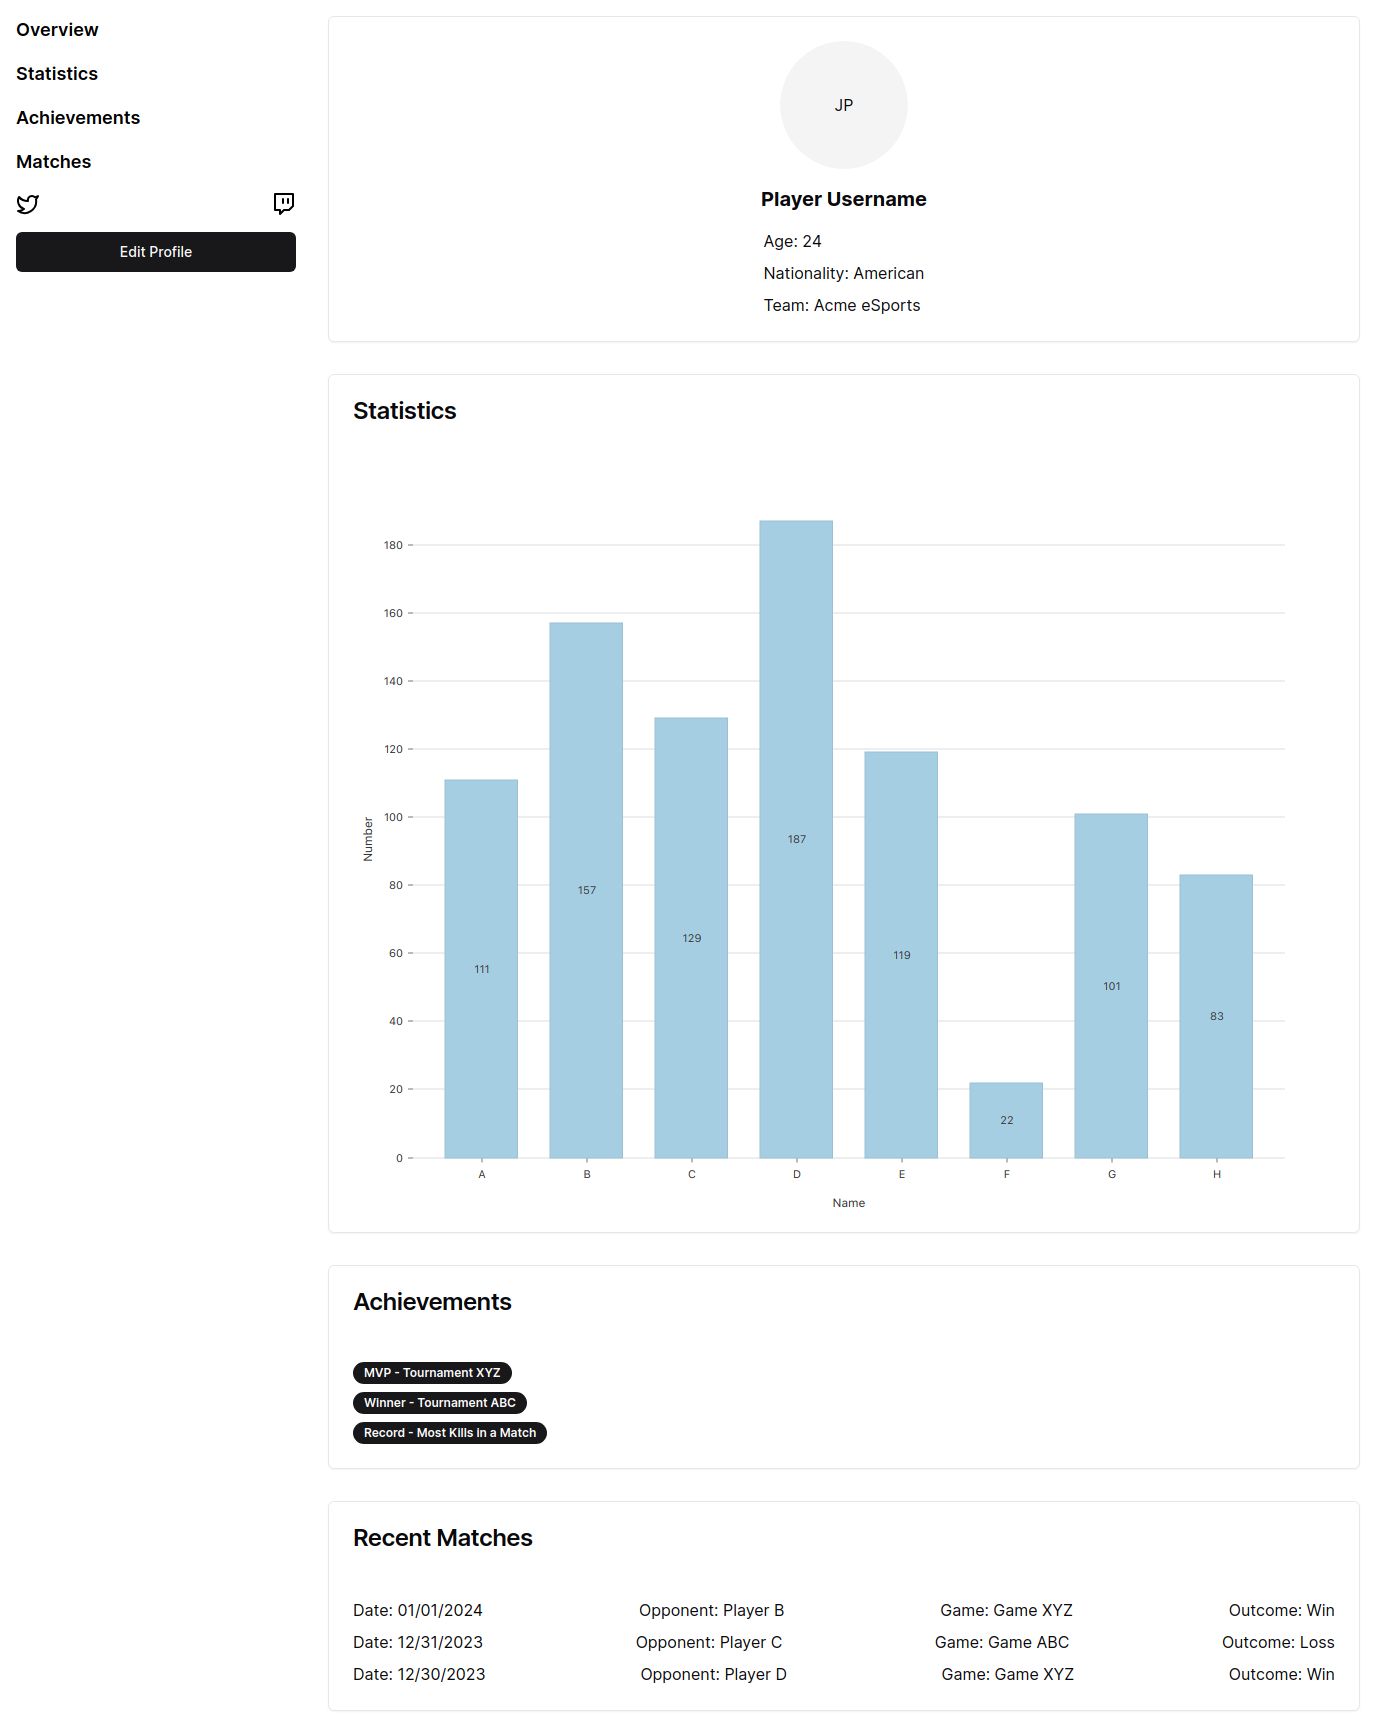 Overview
Statistics
Achievements
Matches
Edit Profile
JP
Player Username
Age: 24
Nationality: American
Team: Acme eSports
Statistics
180
160
140
120
100
80
60
40
20
0
Number
111
157
129
187
119
22
101
83
A B C D E F G H
Name
Achievements
MVP - Tournament XYZ
Winner - Tournament ABC
Record - Most Kills in a Match
Recent Matches
Date: 01/01/2024 Opponent: Player B Game: Game XYZ Outcome: Win
Date: 12/31/2023 Opponent: Player C Game: Game ABC Outcome: Loss
Date: 12/30/2023 Opponent: Player D Game: Game XYZ Outcome: Win